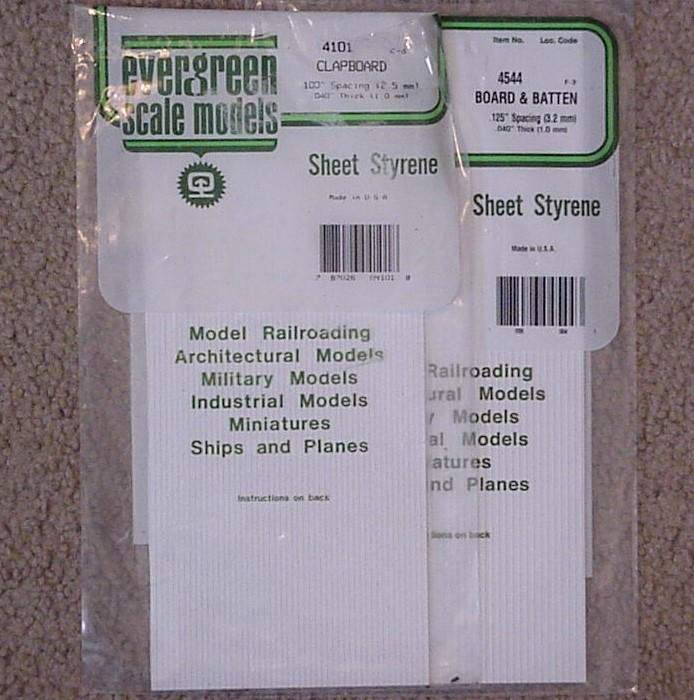 evergreen
scale models
4101
CLAPBOARD
.100" Spacing (2.5 mm)
.040" Thick (1.0 mm)
Sheet Styrene
Made in U S A
Model Railroading
Architectural Models
Military Models
Industrial Models
Miniatures
Ships and Planes
Instructions on back
Item No. Loc. Code
4544 F-3
BOARD & BATTEN
.125" Spacing (3.2 mm)
.040" Thick (1.0 mm)
Sheet Styrene
Made in U.S.A.
Railroading
ural Models
y Models
al Models
atures
nd Planes
ions on back